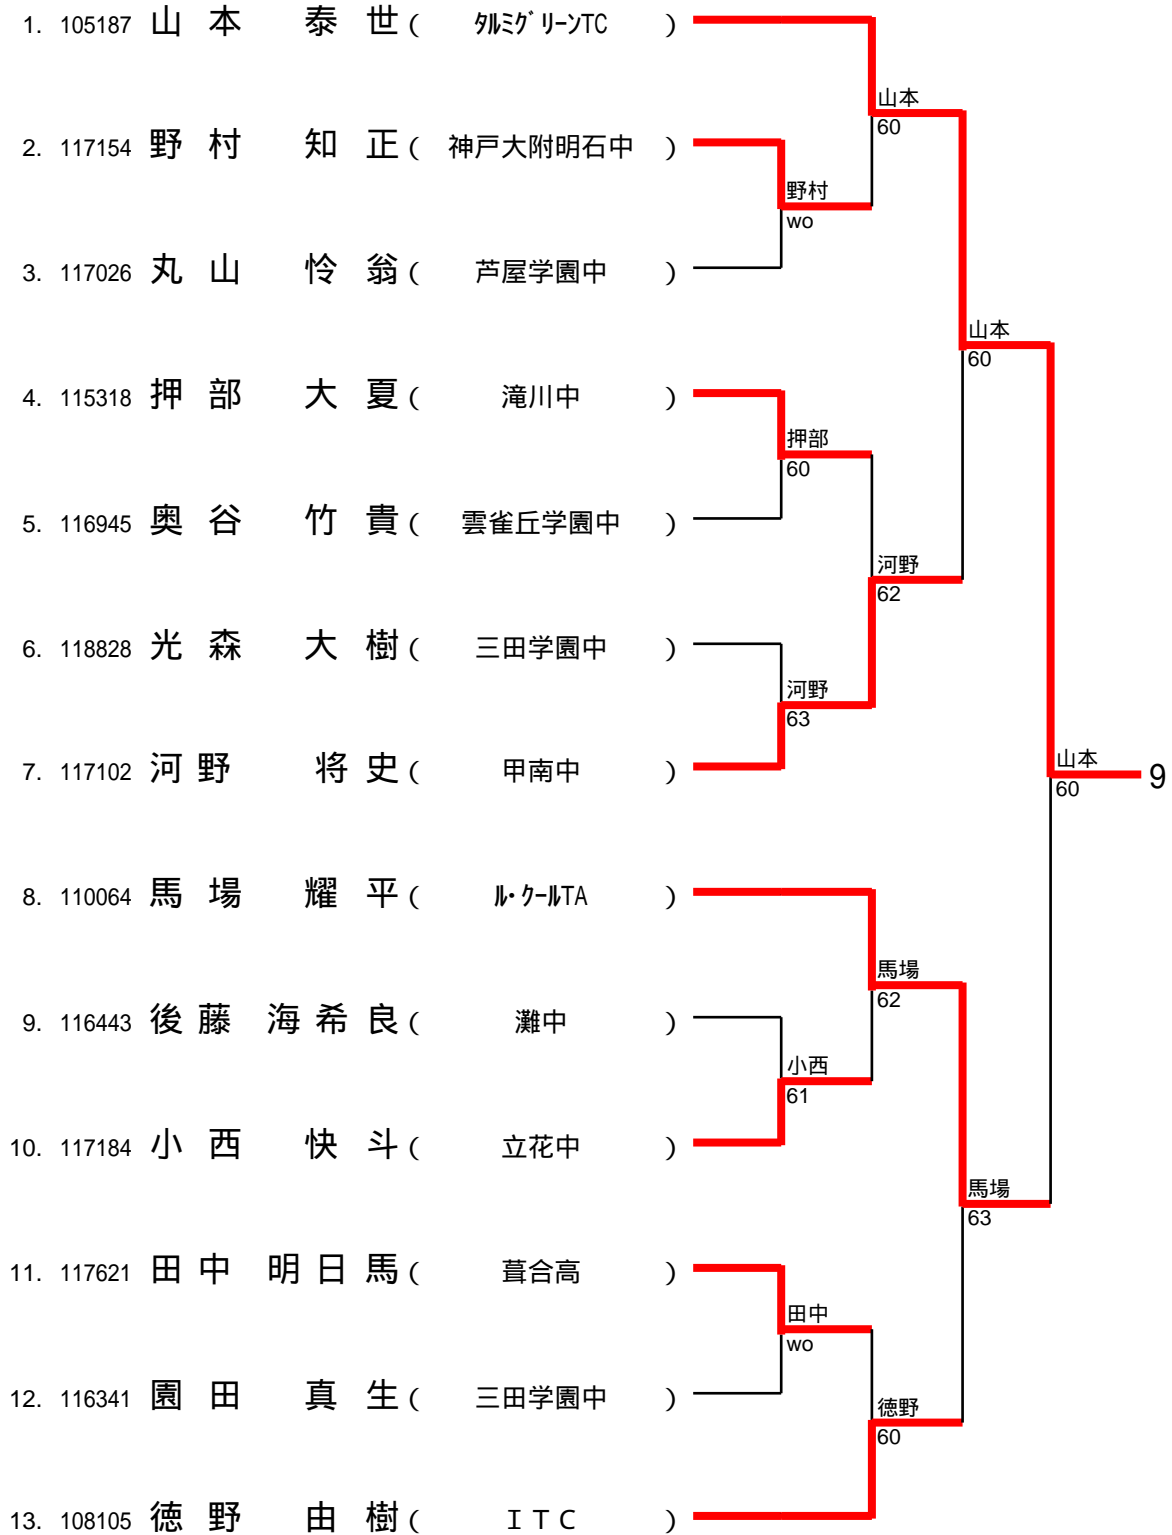 1. 105187 山本 泰世 ( タルミグリーンTC )
山本
60
2. 117154 野村 知正 ( 神戸大附明石中 )
野村
wo
3. 117026 丸山 怜翁 ( 芦屋学園中 )
山本
60
4. 115318 押部 大夏 ( 滝川中 )
押部
60
5. 116945 奥谷 竹貴 ( 雲雀丘学園中 )
河野
62
6. 118828 光森 大樹 ( 三田学園中 )
河野
63
7. 117102 河野 将史 ( 甲南中 )
山本
60
9
8. 110064 馬場 耀平 ( ル・クールTA )
馬場
62
9. 116443 後藤 海希良 ( 灘中 )
小西
61
10. 117184 小西 快斗 ( 立花中 )
馬場
63
11. 117621 田中 明日馬 ( 葺合高 )
田中
wo
12. 116341 園田 真生 ( 三田学園中 )
徳野
60
13. 108105 徳野 由樹 ( ITC )